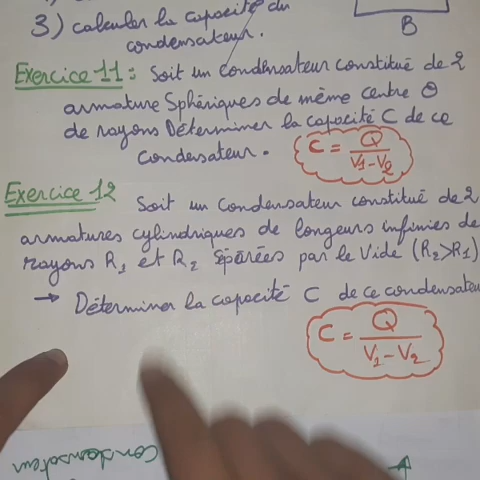 3) calculer la capacité du
condensateur.
B
Exercice 11 : Soit un condensateur constitué de 2
armature Sphériques de même centre O
de rayons Déterminer la capacité C de ce
condensateur.
C = Q / V1-V2
Exercice 12 Soit un condensateur constitué de 2
armatures cylindriques de longeurs infinies de
rayons R1 et R2 séparées par le Vide (R2>R1)
→ Déterminer la capacité C de ce condensateu
C = Q / V1 - V2
condensateur